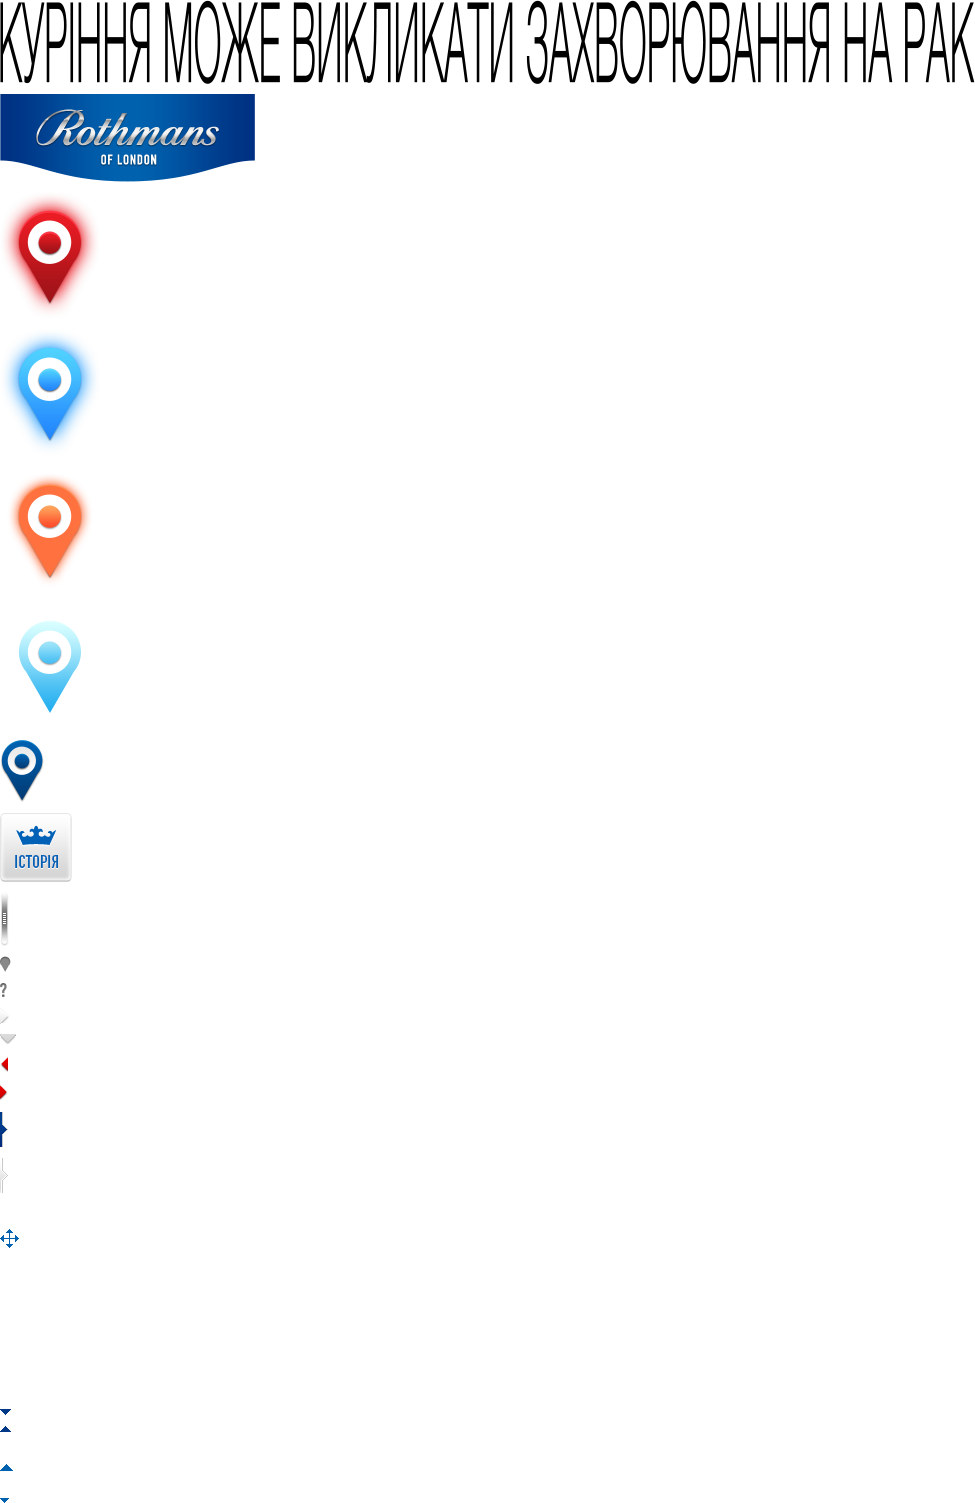 КУРІННЯ МОЖЕ ВИКЛИКАТИ ЗАХВОРЮВАННЯ НА РАК
Rothmans
OF LONDON
ІСТОРІЯ
?